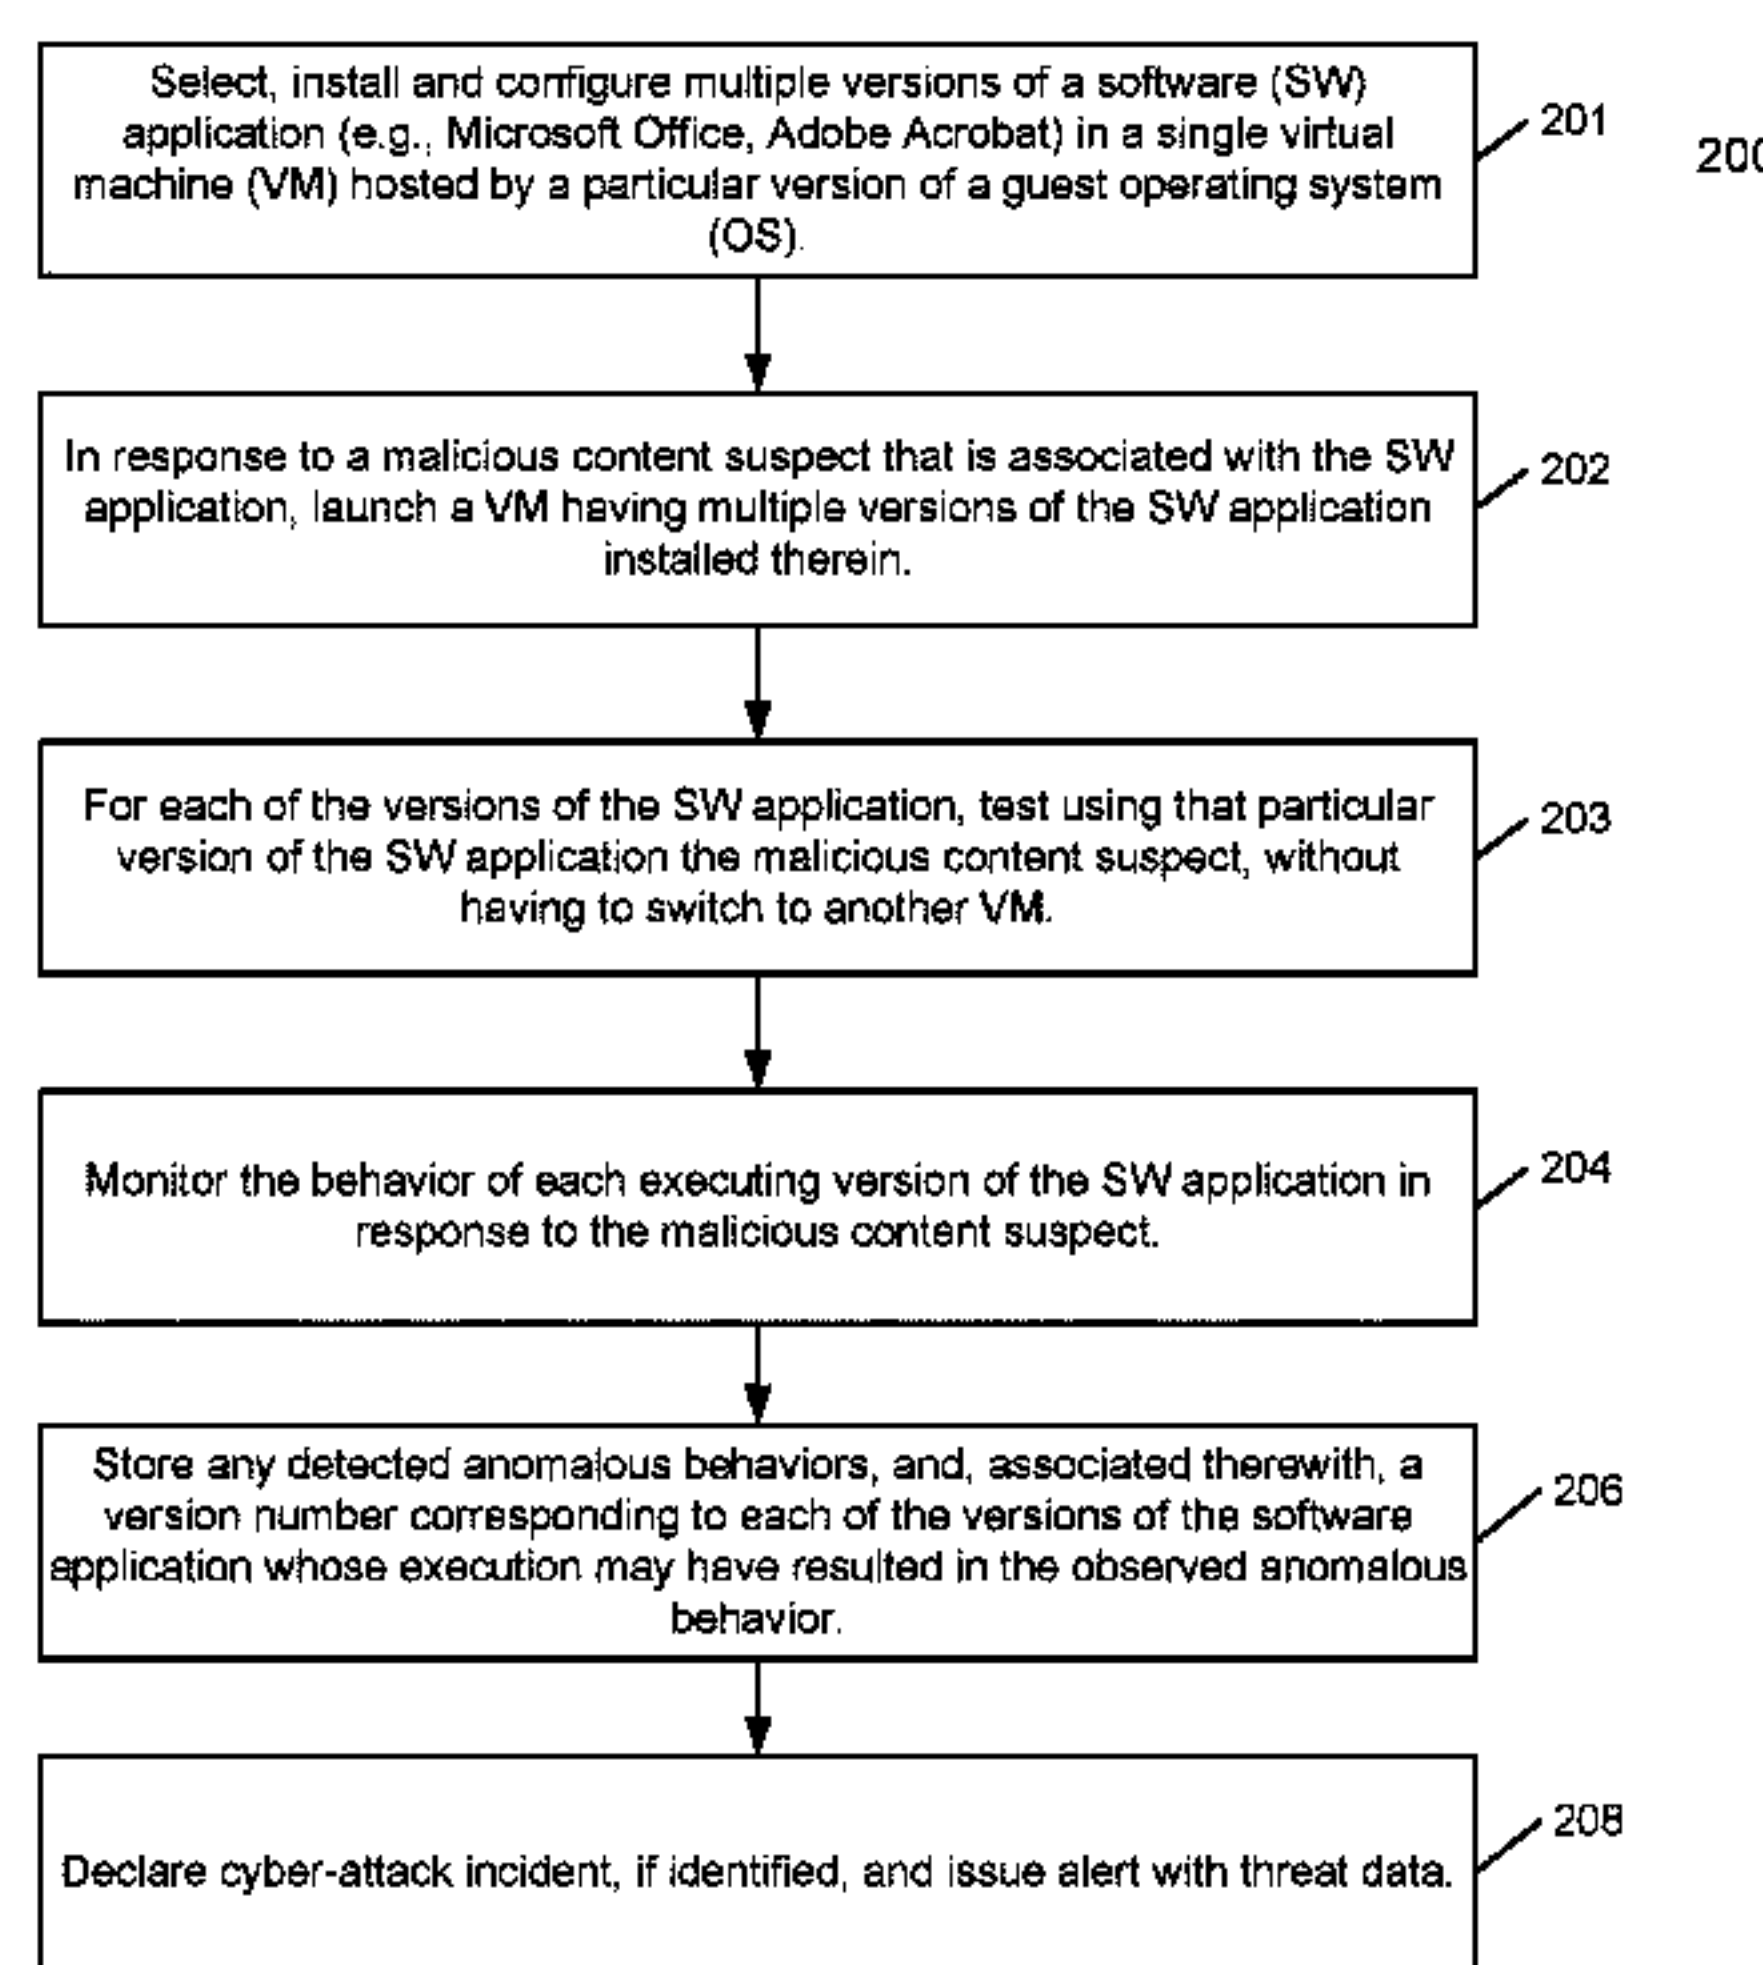 Select, install and configure multiple versions of a software (SW)
application (e.g., Microsoft Office, Adobe Acrobat) in a single virtual
machine (VM) hosted by a particular version of a guest operating system
(OS).
201
200
In response to a malicious content suspect that is associated with the SW
application, launch a VM having multiple versions of the SW application
installed therein.
202
For each of the versions of the SW application, test using that particular
version of the SW application the malicious content suspect, without
having to switch to another VM.
203
Monitor the behavior of each executing version of the SW application in
response to the malicious content suspect.
204
Store any detected anomalous behaviors, and, associated therewith, a
version number corresponding to each of the versions of the software
application whose execution may have resulted in the observed anomalous
behavior.
206
Declare cyber-attack incident, if identified, and issue alert with threat data.
208